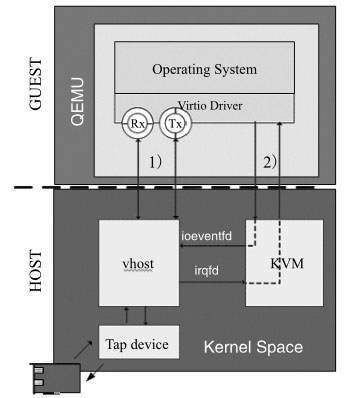 GUEST
QEMU
Operating System
Virtio Driver
Rx
Tx
1)
2)
HOST
ioeventfd
vhost
KVM
irqfd
Tap device
Kernel Space